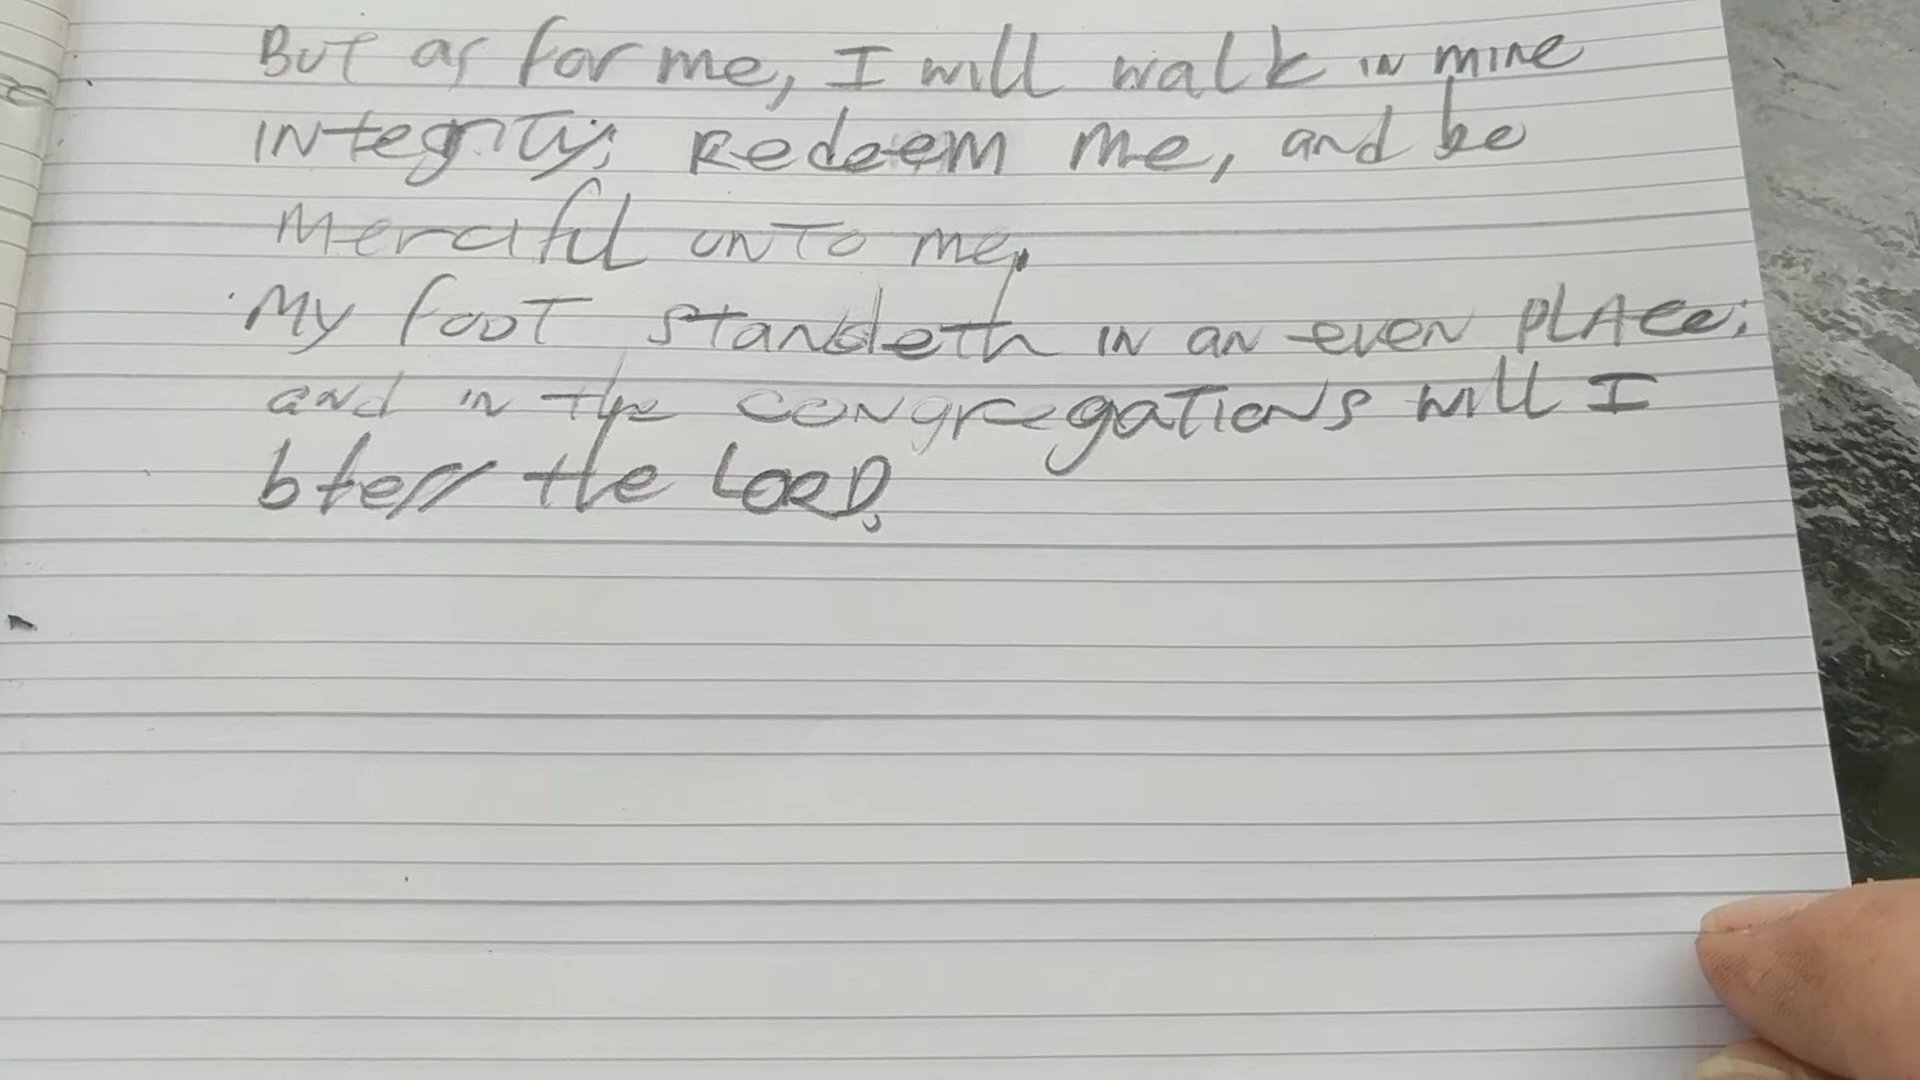 But as for me, I will walk in mine
integrity: Redeem me, and be
merciful unto me.
My foot standeth in an even place:
and in the congregations will I
bless the LORD.